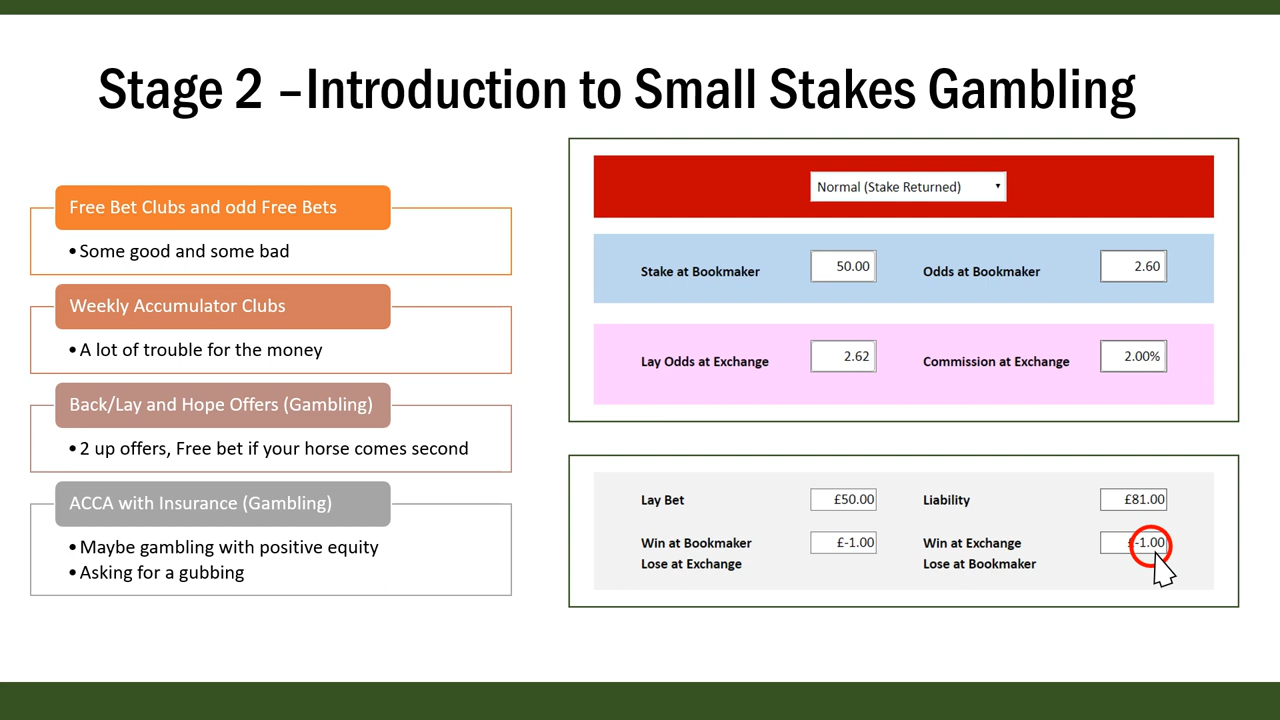 Stage 2 –Introduction to Small Stakes Gambling
Free Bet Clubs and odd Free Bets
•Some good and some bad
Weekly Accumulator Clubs
•A lot of trouble for the money
Back/Lay and Hope Offers (Gambling)
•2 up offers, Free bet if your horse comes second
ACCA with Insurance (Gambling)
•Maybe gambling with positive equity
•Asking for a gubbing
Normal (Stake Returned)
Stake at Bookmaker 50.00 Odds at Bookmaker 2.60
Lay Odds at Exchange 2.62 Commission at Exchange 2.00%
Lay Bet £50.00 Liability £81.00
Win at Bookmaker £-1.00 Win at Exchange £-1.00
Lose at Exchange Lose at Bookmaker